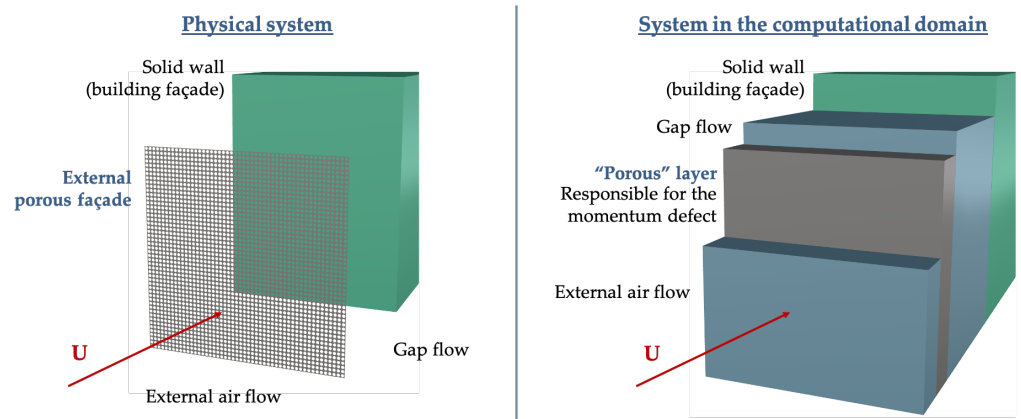 Physical system
Solid wall
(building façade)
External
porous façade
U
Gap flow
External air flow
System in the computational domain
Solid wall
(building façade)
Gap flow
“Porous” layer
Responsible for the
momentum defect
External air flow
U